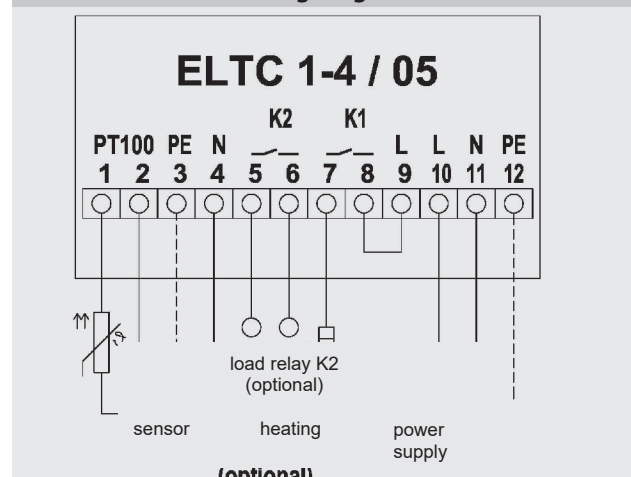 ELTC 1-4 / 05
K2 K1
PT100 PE N L L N PE
1 2 3 4 5 6 7 8 9 10 11 12
load relay K2
(optional)
sensor heating power
supply
(optional)